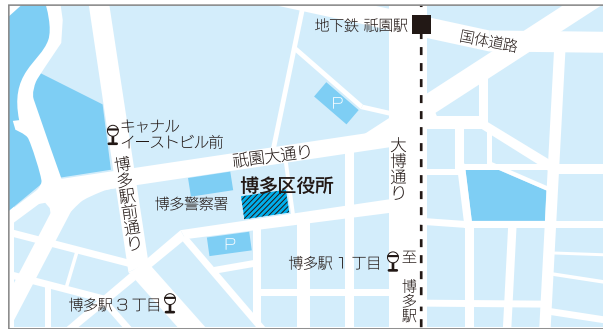 地下鉄 祇園駅
国体道路
P
キャナル
イーストビル前
祇園大通り
大博通り
博多駅前通り
博多区役所
博多警察署
P
博多駅1丁目
至 博多駅
博多駅3丁目